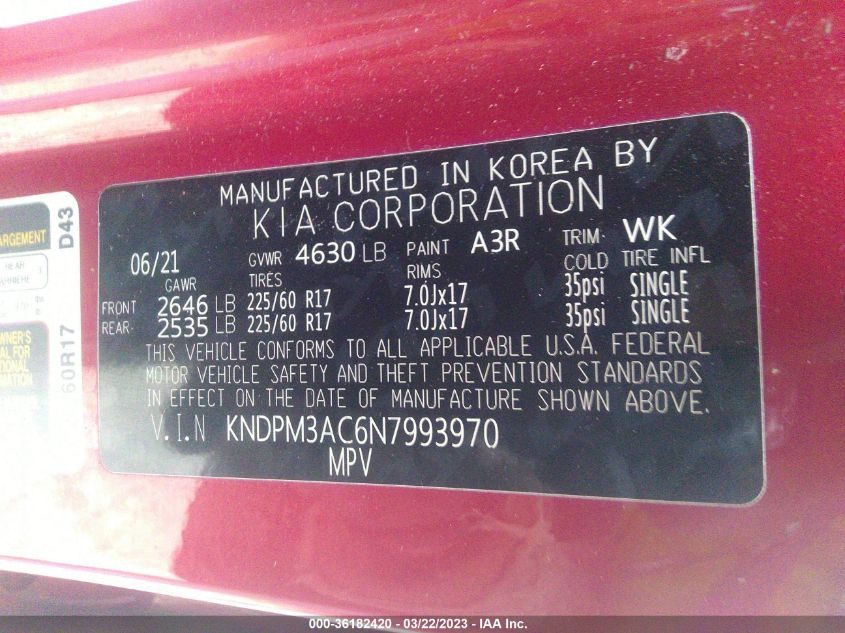 MANUFACTURED IN KOREA BY
KIA CORPORATION
06/21 GVWR 4630 LB PAINT A3R TRIM WK
GAWR TIRES RIMS COLD TIRE INFL
FRONT 2646 LB 225/60 R17 7.0Jx17 35psi SINGLE
REAR 2535 LB 225/60 R17 7.0Jx17 35psi SINGLE
THIS VEHICLE CONFORMS TO ALL APPLICABLE U.S.A. FEDERAL
MOTOR VEHICLE SAFETY AND THEFT PREVENTION STANDARDS
IN EFFECT ON THE DATE OF MANUFACTURE SHOWN ABOVE.
V.I.N KNDPM3AC6N7993970
MPV
D43
60R17
REAR
000-36182420 - 03/22/2023 - IAA Inc.